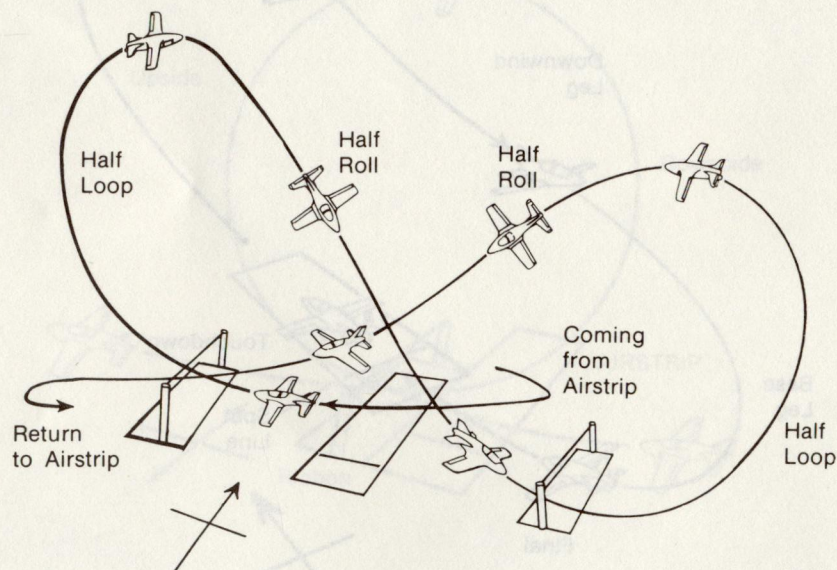 Half
Loop
Half
Roll
Half
Roll
Coming
from
Airstrip
Return
to Airstrip
Half
Loop